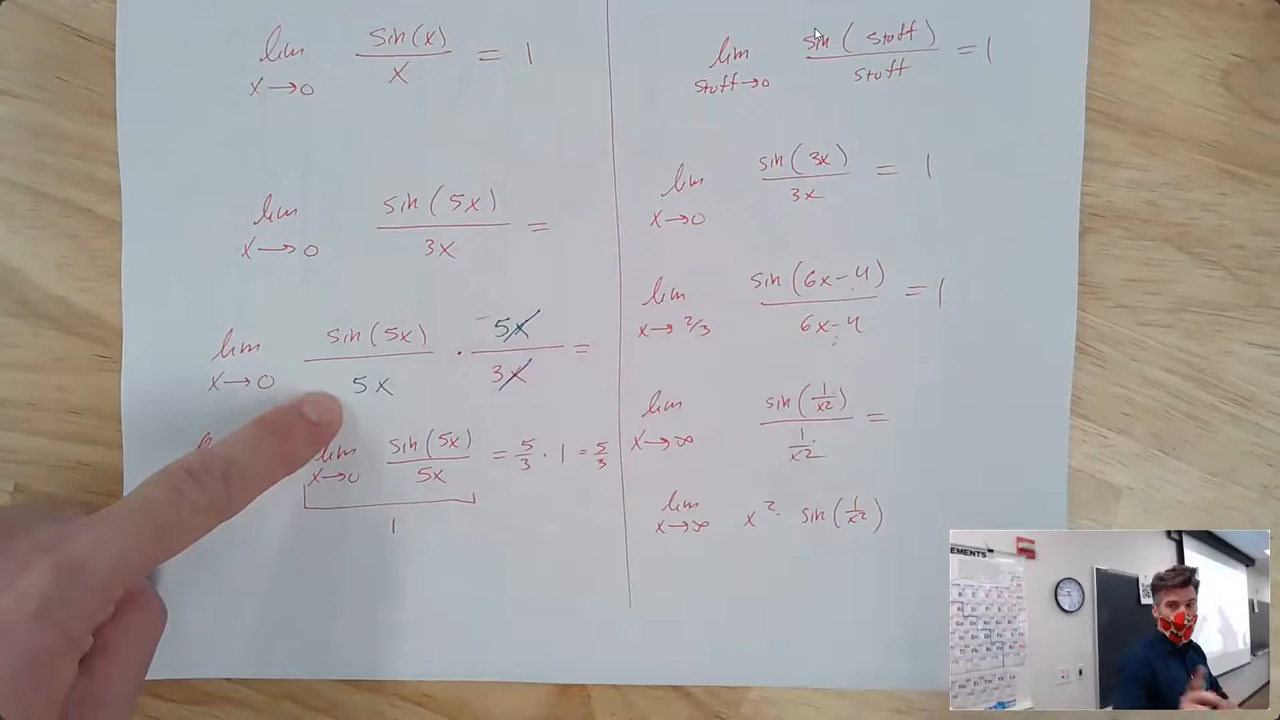 lim x→0 sin(x)/x = 1
lim x→0 sin(5x)/3x =
lim x→0 sin(5x)/5x · 5x/3x =
lim x→0 sin(5x)/5x = 5/3 · 1 = 5/3
1
lim stuff→0 sin(stuff)/stuff = 1
lim x→0 sin(3x)/3x = 1
lim x→2/3 sin(6x-4)/6x-4 = 1
lim x→∞ sin(1/x²)/1/x² =
lim x→∞ x² · sin(1/x²)
EMENTS